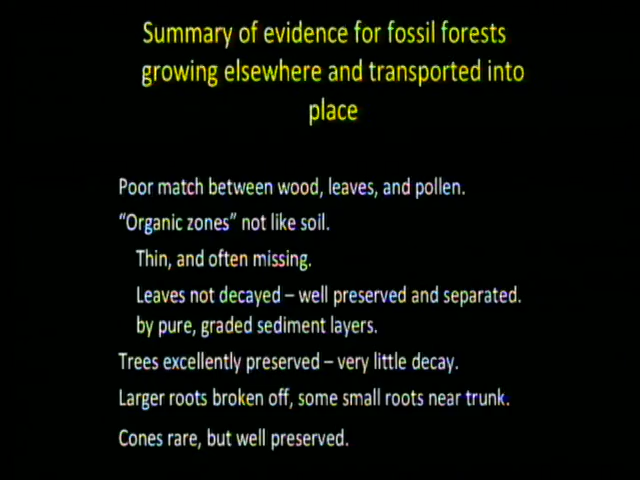 Summary of evidence for fossil forests
growing elsewhere and transported into
place
Poor match between wood, leaves, and pollen.
“Organic zones” not like soil.
Thin, and often missing.
Leaves not decayed – well preserved and separated.
by pure, graded sediment layers.
Trees excellently preserved – very little decay.
Larger roots broken off, some small roots near trunk.
Cones rare, but well preserved.